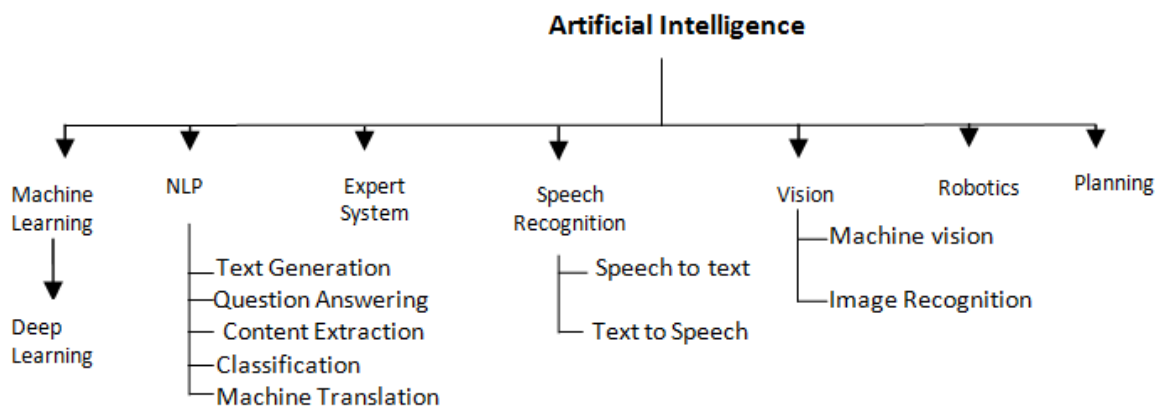 Artificial Intelligence
Machine
Learning
NLP
Expert
System
Speech
Recognition
Vision
Robotics
Planning
Deep
Learning
Text Generation
Question Answering
Content Extraction
Classification
Machine Translation
Speech to text
Text to Speech
Machine vision
Image Recognition